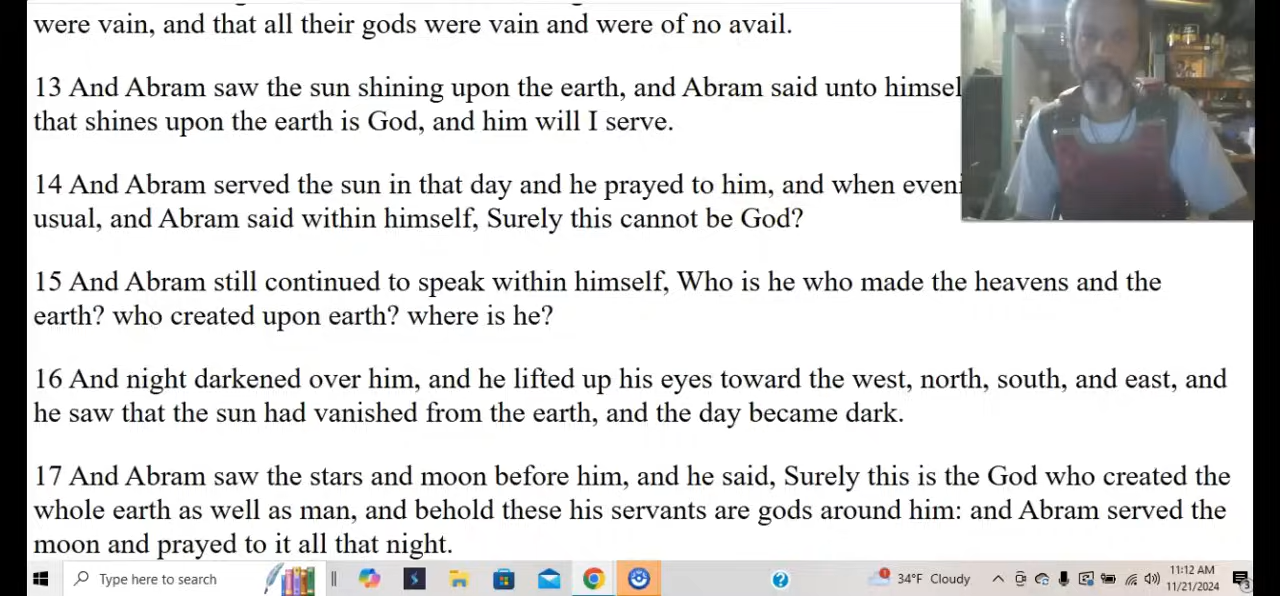 were vain, and that all their gods were vain and were of no avail.
13 And Abram saw the sun shining upon the earth, and Abram said unto himsel
that shines upon the earth is God, and him will I serve.
14 And Abram served the sun in that day and he prayed to him, and when eveni
usual, and Abram said within himself, Surely this cannot be God?
15 And Abram still continued to speak within himself, Who is he who made the heavens and the
earth? who created upon earth? where is he?
16 And night darkened over him, and he lifted up his eyes toward the west, north, south, and east, and
he saw that the sun had vanished from the earth, and the day became dark.
17 And Abram saw the stars and moon before him, and he said, Surely this is the God who created the
whole earth as well as man, and behold these his servants are gods around him: and Abram served the
moon and prayed to it all that night.
Type here to search
34°F Cloudy
11:12 AM
11/21/2024
3